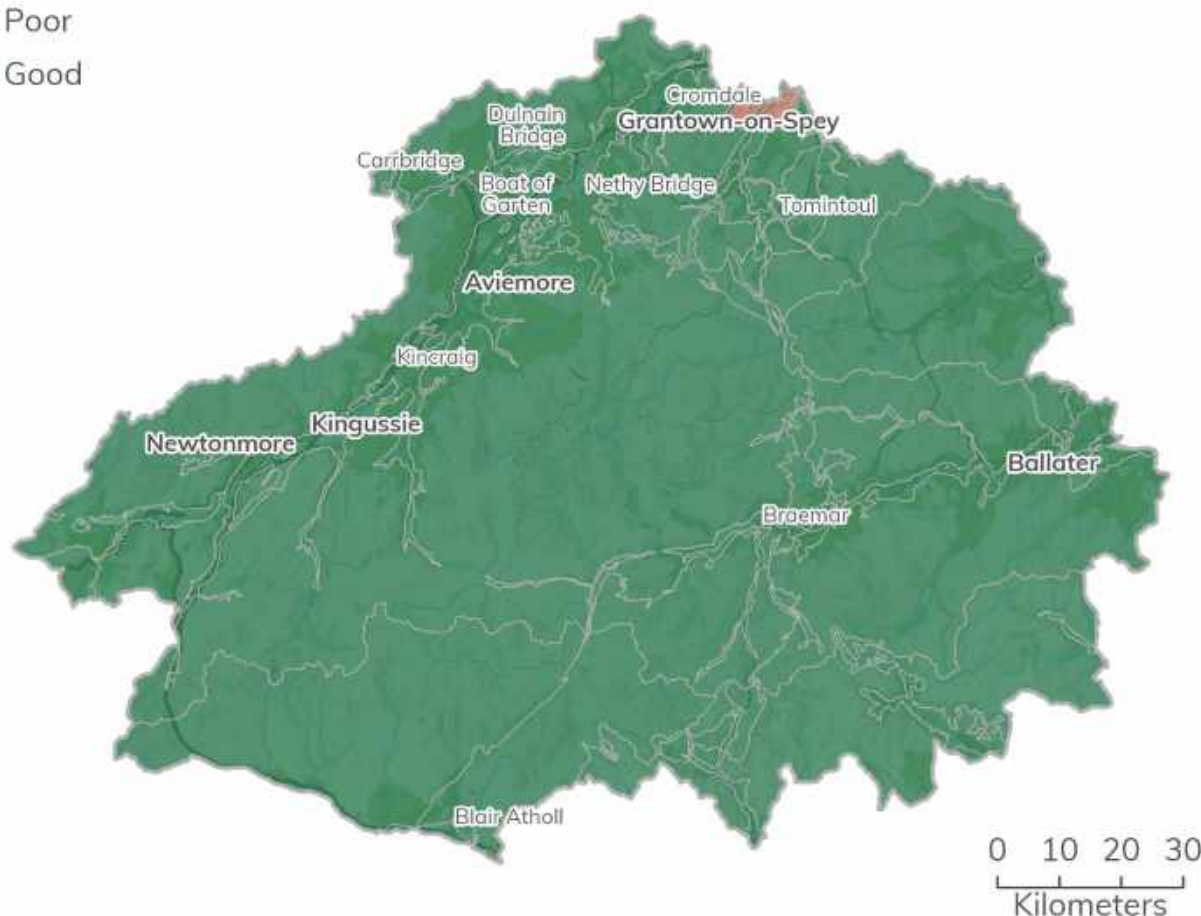 Poor
Good
Cromdale
Grantown-on-Spey
Dulnain
Bridge
Carrbridge
Boat of
Garten
Nethy Bridge
Tomintoul
Aviemore
Kincraig
Kingussie
Newtonmore
Ballater
Braemar
Blair Atholl
0 10 20 30
Kilometers